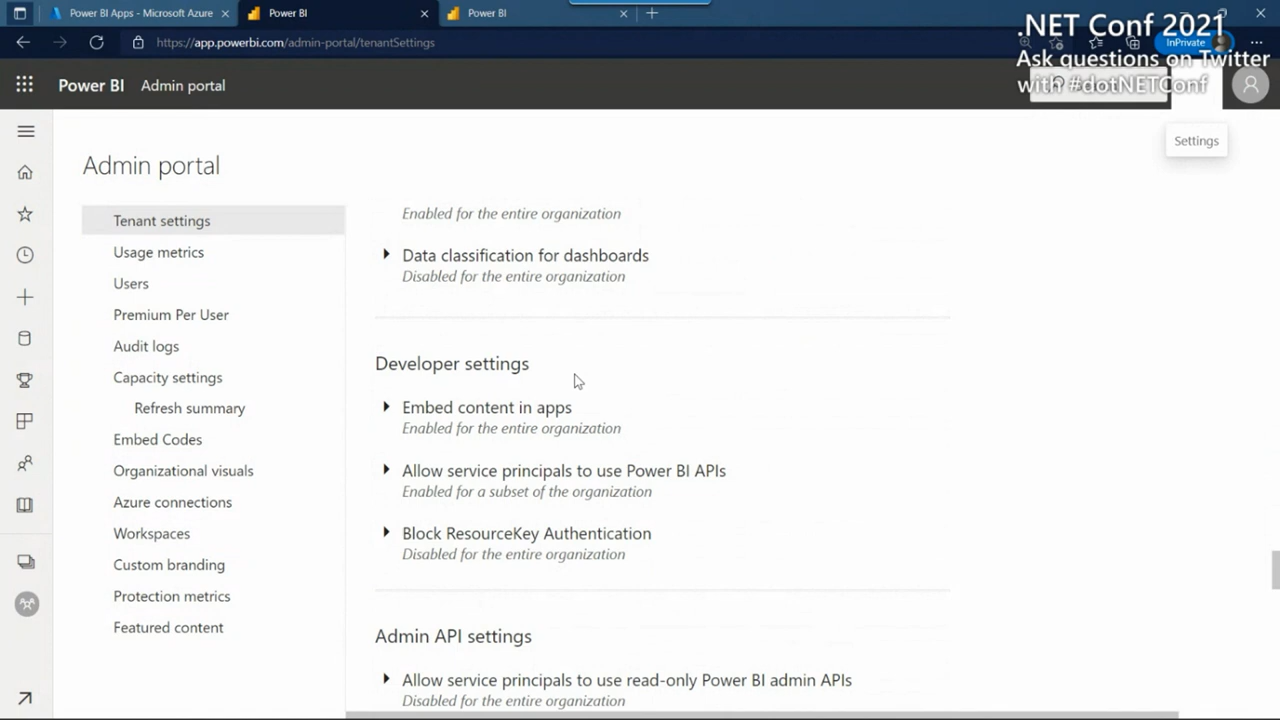 Power BI Apps - Microsoft Azure
Power BI
Power BI
https://app.powerbi.com/admin-portal/tenantSettings
InPrivate
.NET Conf 2021
Ask questions on Twitter
with #dotNETConf
Power BI
Admin portal
Settings
Admin portal
Tenant settings
Usage metrics
Users
Premium Per User
Audit logs
Capacity settings
Refresh summary
Embed Codes
Organizational visuals
Azure connections
Workspaces
Custom branding
Protection metrics
Featured content
Enabled for the entire organization
Data classification for dashboards
Disabled for the entire organization
Developer settings
Embed content in apps
Enabled for the entire organization
Allow service principals to use Power BI APIs
Enabled for a subset of the organization
Block ResourceKey Authentication
Disabled for the entire organization
Admin API settings
Allow service principals to use read-only Power BI admin APIs
Disabled for the entire organization